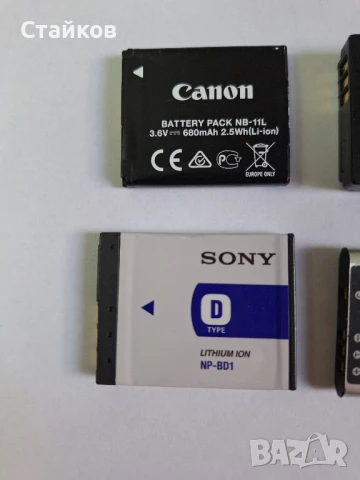 Стайков
Canon
BATTERY PACK NB-11L
3.6V⎓ 680mAh 2.5Wh(Li-ion)
CE
EUROPE ONLY
SONY
D
TYPE
LITHIUM ION
NP-BD1
BAZAR